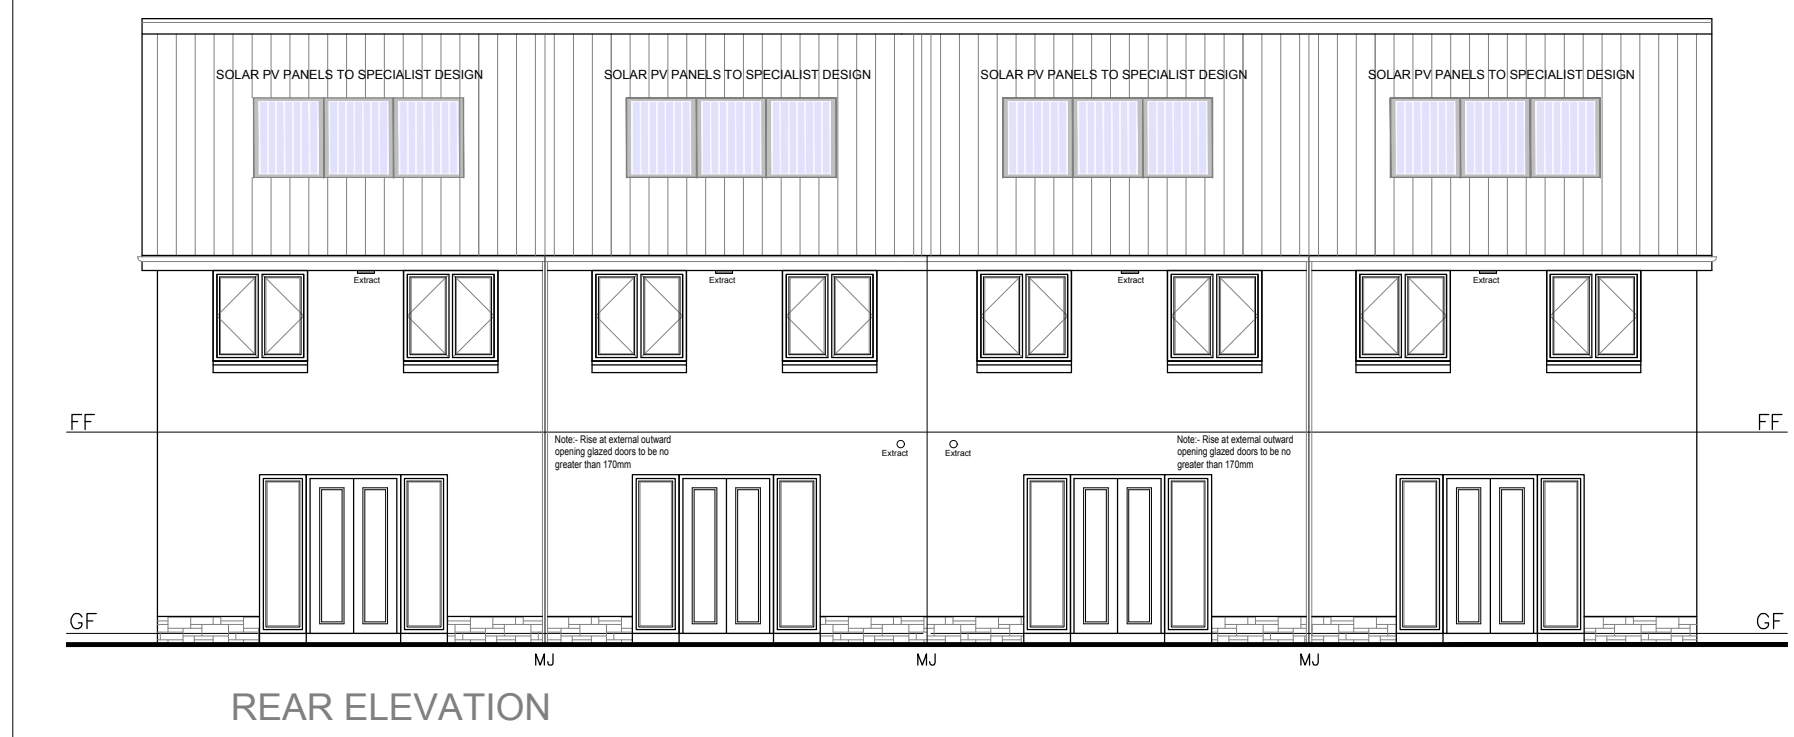 SOLAR PV PANELS TO SPECIALIST DESIGN
SOLAR PV PANELS TO SPECIALIST DESIGN
SOLAR PV PANELS TO SPECIALIST DESIGN
SOLAR PV PANELS TO SPECIALIST DESIGN
Extract
Extract
Extract
Extract
FF
FF
Note:- Rise at external outward
opening glazed doors to be no
greater than 170mm
Extract
Extract
Note:- Rise at external outward
opening glazed doors to be no
greater than 170mm
GF
GF
MJ
MJ
MJ
REAR ELEVATION